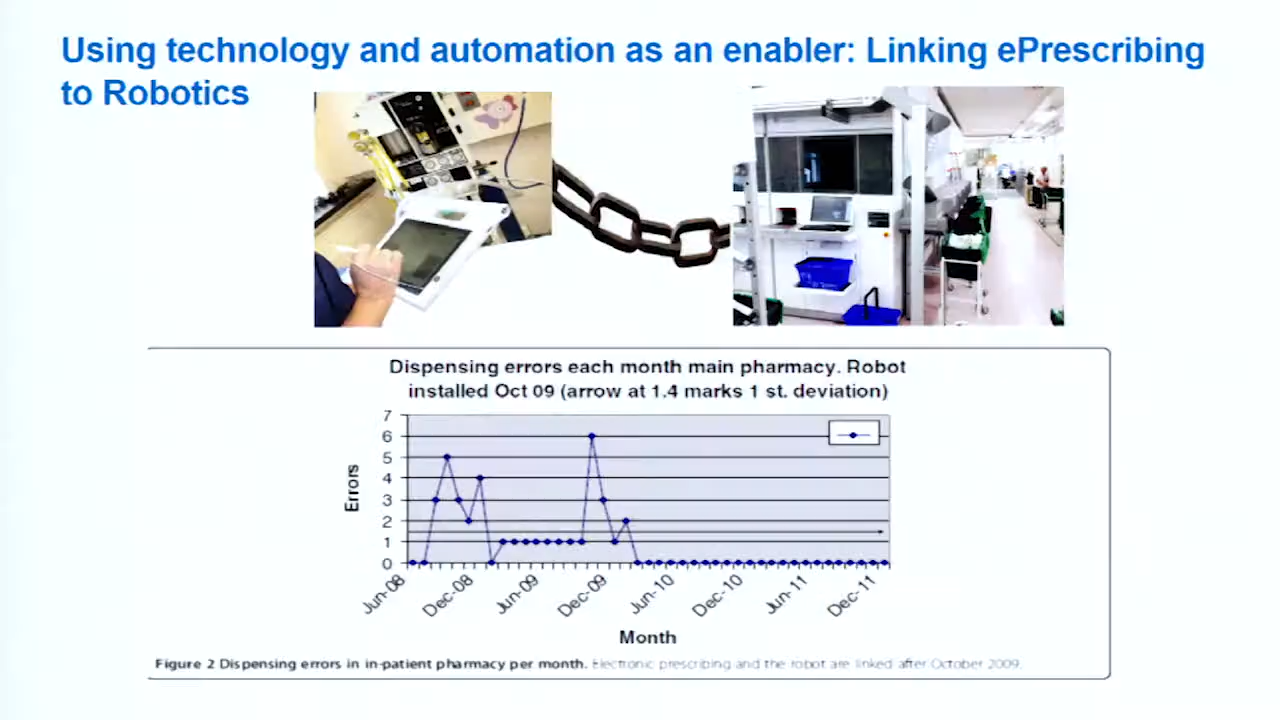 Using technology and automation as an enabler: Linking ePrescribing
to Robotics
Dispensing errors each month main pharmacy. Robot
installed Oct 09 (arrow at 1.4 marks 1 st. deviation)
7
6
5
4
3
2
1
0
Errors
Jun-08
Dec-08
Jun-09
Dec-09
Jun-10
Dec-10
Jun-11
Dec-11
Month
Figure 2 Dispensing errors in in-patient pharmacy per month. Electronic prescribing and the robot are linked after October 2009.